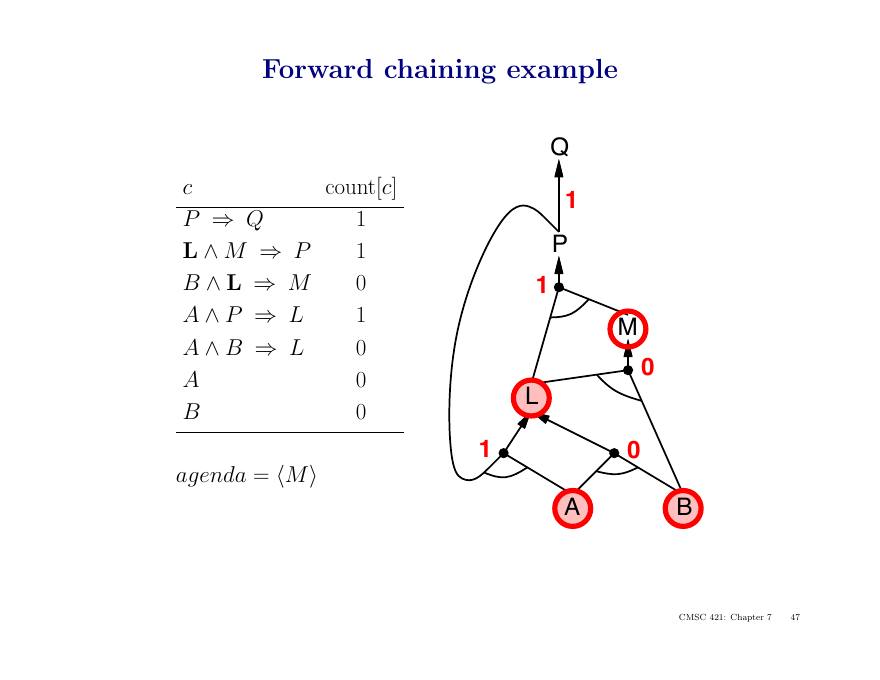 Forward chaining example
c count[c]
P ⇒ Q 1
L ∧ M ⇒ P 1
B ∧ L ⇒ M 0
A ∧ P ⇒ L 1
A ∧ B ⇒ L 0
A 0
B 0
agenda = ⟨M⟩
Q
1
P
1
M
0
L
1
0
A
B
CMSC 421: Chapter 7 47